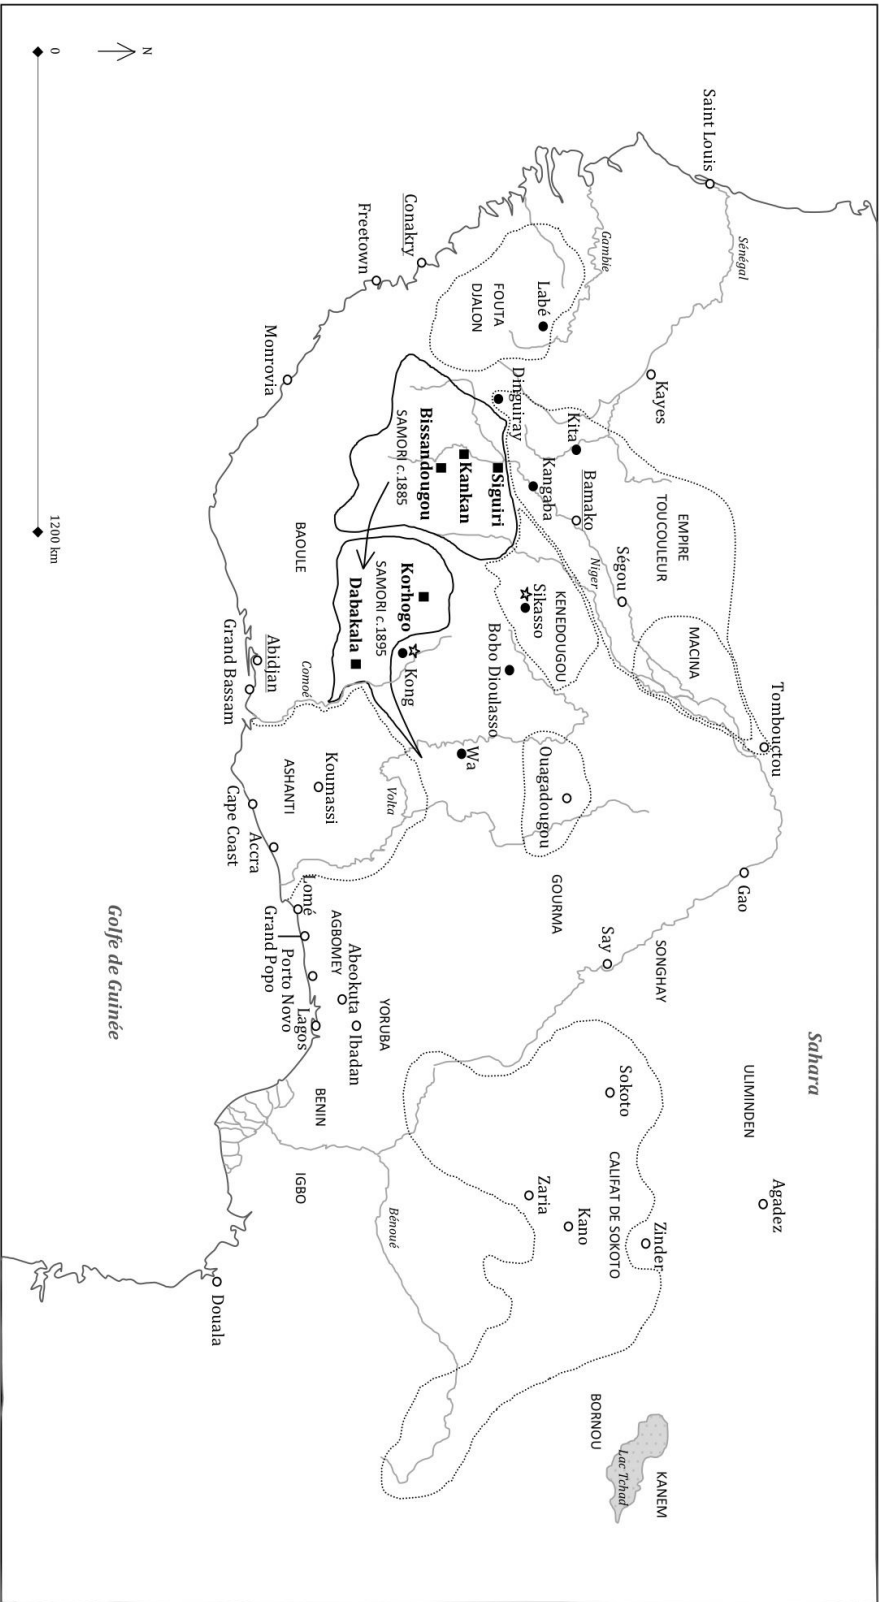 Sahara
ULIMINDEN
Agadez
Saint Louis
Sénégal
Tombouctou
Gao
SONGHAY
Kayes
EMPIRE
TOUCOULEUR
MACINA
Say
Sokoto
CALIFAT DE SOKOTO
Zinder
KANEM
Lac Tchad
BORNOU
Gambie
Kita
Bamako
Ségou
Niger
KENEDOUGOU
Sikasso
Ouagadougou
GOURMA
Kano
Zaria
Labé
FOUTA
DJALON
Dinguiray
Kangaba
Siguiri
Kankan
Bissandougou
SAMORI c.1885
Bobo Dioulasso
Wa
Kong
Korhogo
SAMORI c.1895
Dabakala
Conakry
Freetown
Monrovia
BAOULE
Comoé
Abidjan
Grand Bassam
Volta
Koumassi
ASHANTI
Cape Coast
Accra
Lomé
Grand Popo
AGBOMEY
Porto Novo
Abeokuta
Lagos
Ibadan
YORUBA
BENIN
IGBO
Bénoué
Douala
Golfe de Guinée
N
0
1200 km